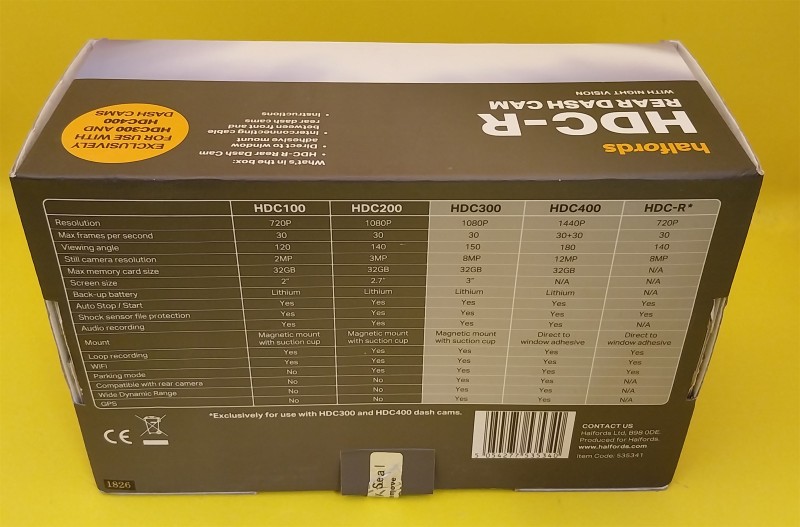 halfords
HDC-R
REAR DASH CAM
WITH NIGHT VISION
What's in the box:
• HDC-R Rear Dash Cam
• Direct to window
adhesive mount
• Interconnecting cable
between front and
rear dash cams
• Instructions
EXCLUSIVELY
FOR USE WITH
HDC300 AND
HDC400
DASH CAMS
HDC100 HDC200 HDC300 HDC400 HDC-R*
Resolution 720P 1080P 1080P 1440P 720P
Max frames per second 30 30 30 30+30 30
Viewing angle 120 140 150 180 140
Still camera resolution 2MP 3MP 8MP 12MP 8MP
Max memory card size 32GB 32GB 32GB 32GB N/A
Screen size 2" 2.7" 3" N/A N/A
Back-up battery Lithium Lithium Lithium Lithium N/A
Auto Stop / Start Yes Yes Yes Yes Yes
Shock sensor file protection Yes Yes Yes Yes Yes
Audio recording Yes Yes Yes Yes N/A
Mount Magnetic mount with suction cup Magnetic mount with suction cup Magnetic mount with suction cup Direct to window adhesive Direct to window adhesive
Loop recording Yes Yes Yes Yes Yes
WiFi Yes Yes Yes Yes Yes
Parking mode No Yes Yes Yes Yes
Compatible with rear camera No No Yes Yes N/A
Wide Dynamic Range No No Yes Yes N/A
GPS No No Yes Yes N/A
*Exclusively for use with HDC300 and HDC400 dash cams.
CE
CONTACT US
Halfords Ltd, B98 0DE.
Produced for Halfords.
www.halfords.com
Item Code: 535341
Seal
1826